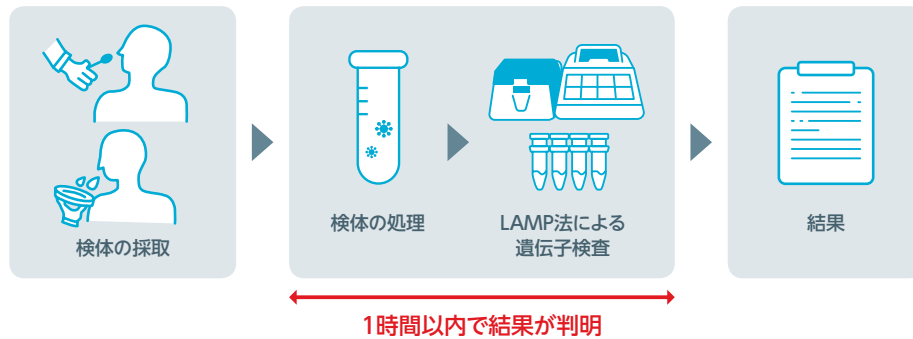 検体の採取
検体の処理
LAMP法による
遺伝子検査
結果
1時間以内で結果が判明